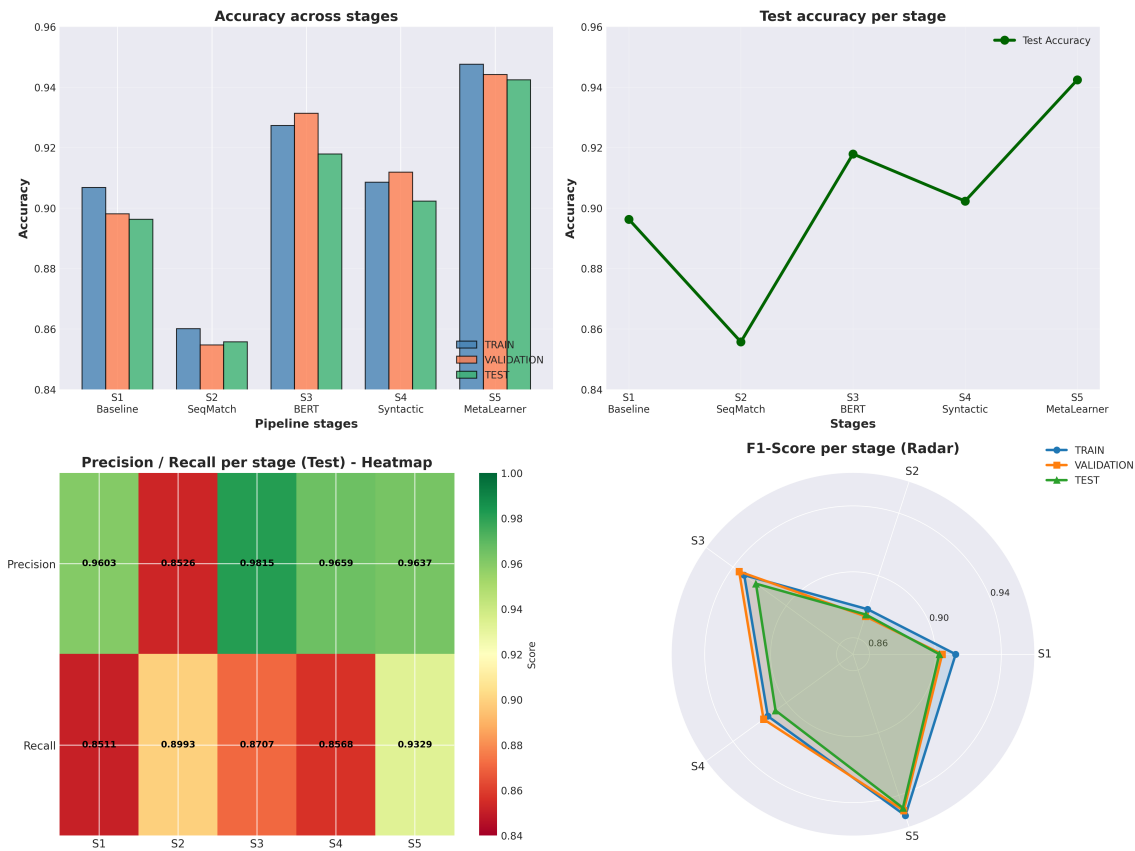 Accuracy across stages
0.96
0.94
0.92
0.90
0.88
0.86
0.84
Accuracy
TRAIN
VALIDATION
TEST
S1 S2 S3 S4 S5
Baseline SeqMatch BERT Syntactic MetaLearner
Pipeline stages
Test accuracy per stage
Test Accuracy
0.96
0.94
0.92
0.90
0.88
0.86
0.84
Accuracy
S1 S2 S3 S4 S5
Baseline SeqMatch BERT Syntactic MetaLearner
Stages
Precision / Recall per stage (Test) - Heatmap
Precision 0.9603 0.8526 0.9815 0.9659 0.9637
Recall 0.8511 0.8993 0.8707 0.8568 0.9329
S1 S2 S3 S4 S5
1.00
0.98
0.96
0.94
0.92
0.90
0.88
0.86
0.84
Score
F1-Score per stage (Radar)
TRAIN
VALIDATION
TEST
S2
S3
0.94
0.90
0.86
S1
S4
S5